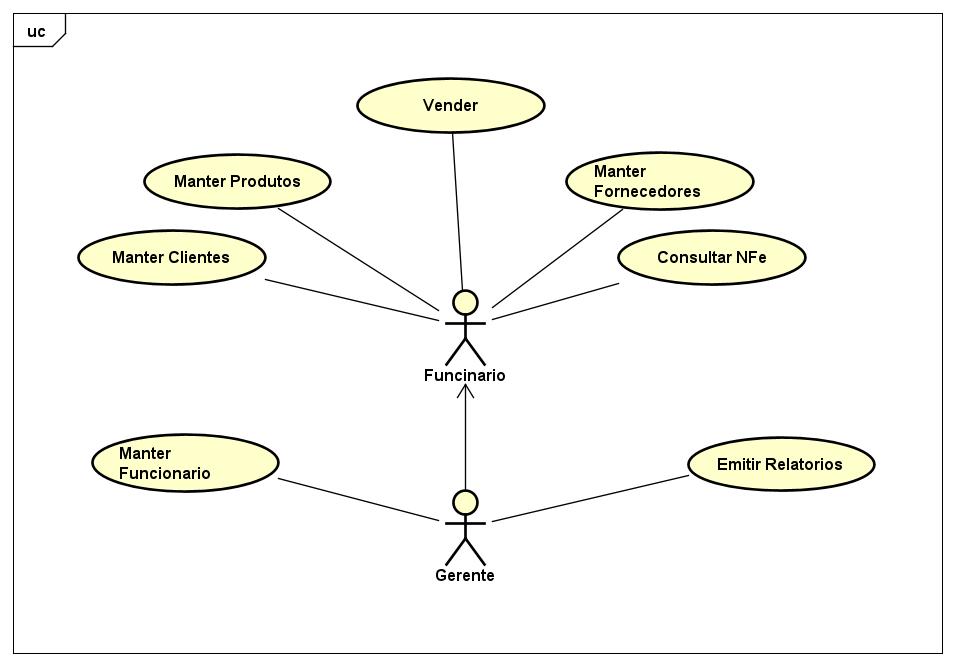 uc
Vender
Manter Produtos
Manter
Fornecedores
Manter Clientes
Consultar NFe
Funcinario
Manter
Funcionario
Emitir Relatorios
Gerente